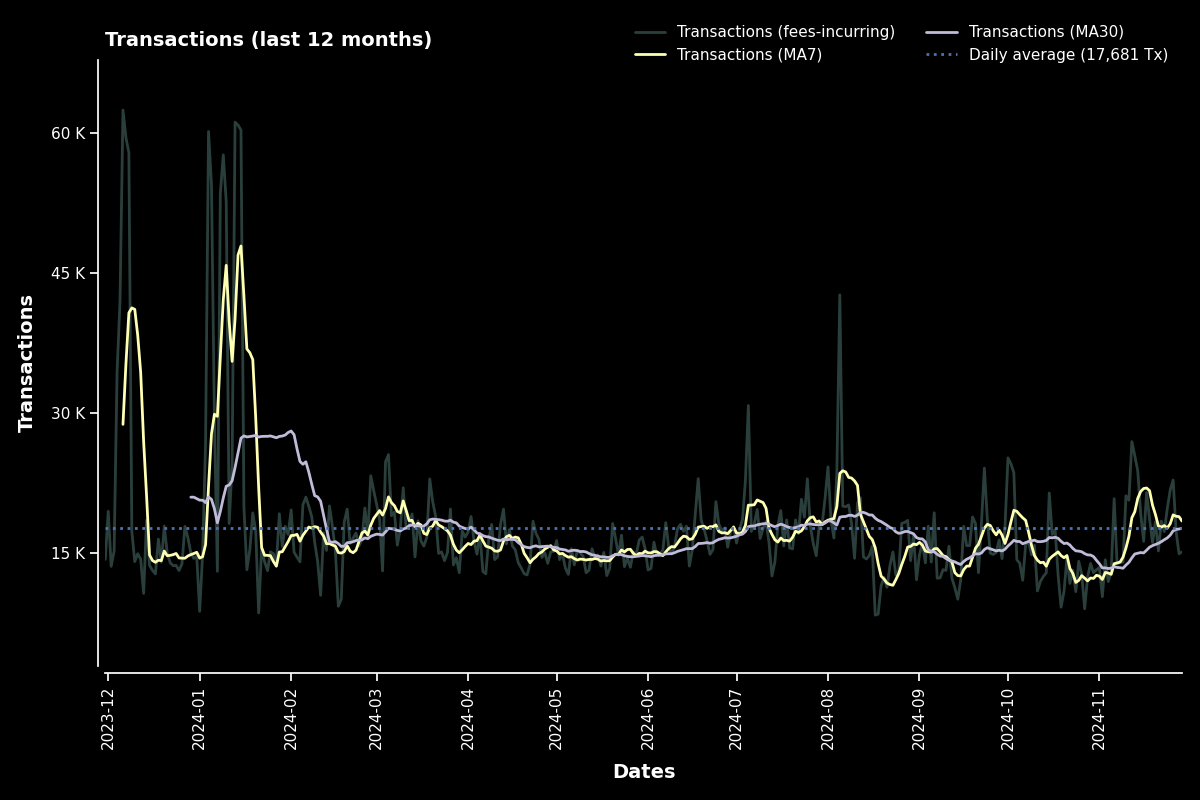 Transactions (last 12 months)
Transactions (fees-incurring)
Transactions (MA7)
Transactions (MA30)
Daily average (17,681 Tx)
Transactions
60 K
45 K
30 K
15 K
2023-12
2024-01
2024-02
2024-03
2024-04
2024-05
2024-06
2024-07
2024-08
2024-09
2024-10
2024-11
Dates